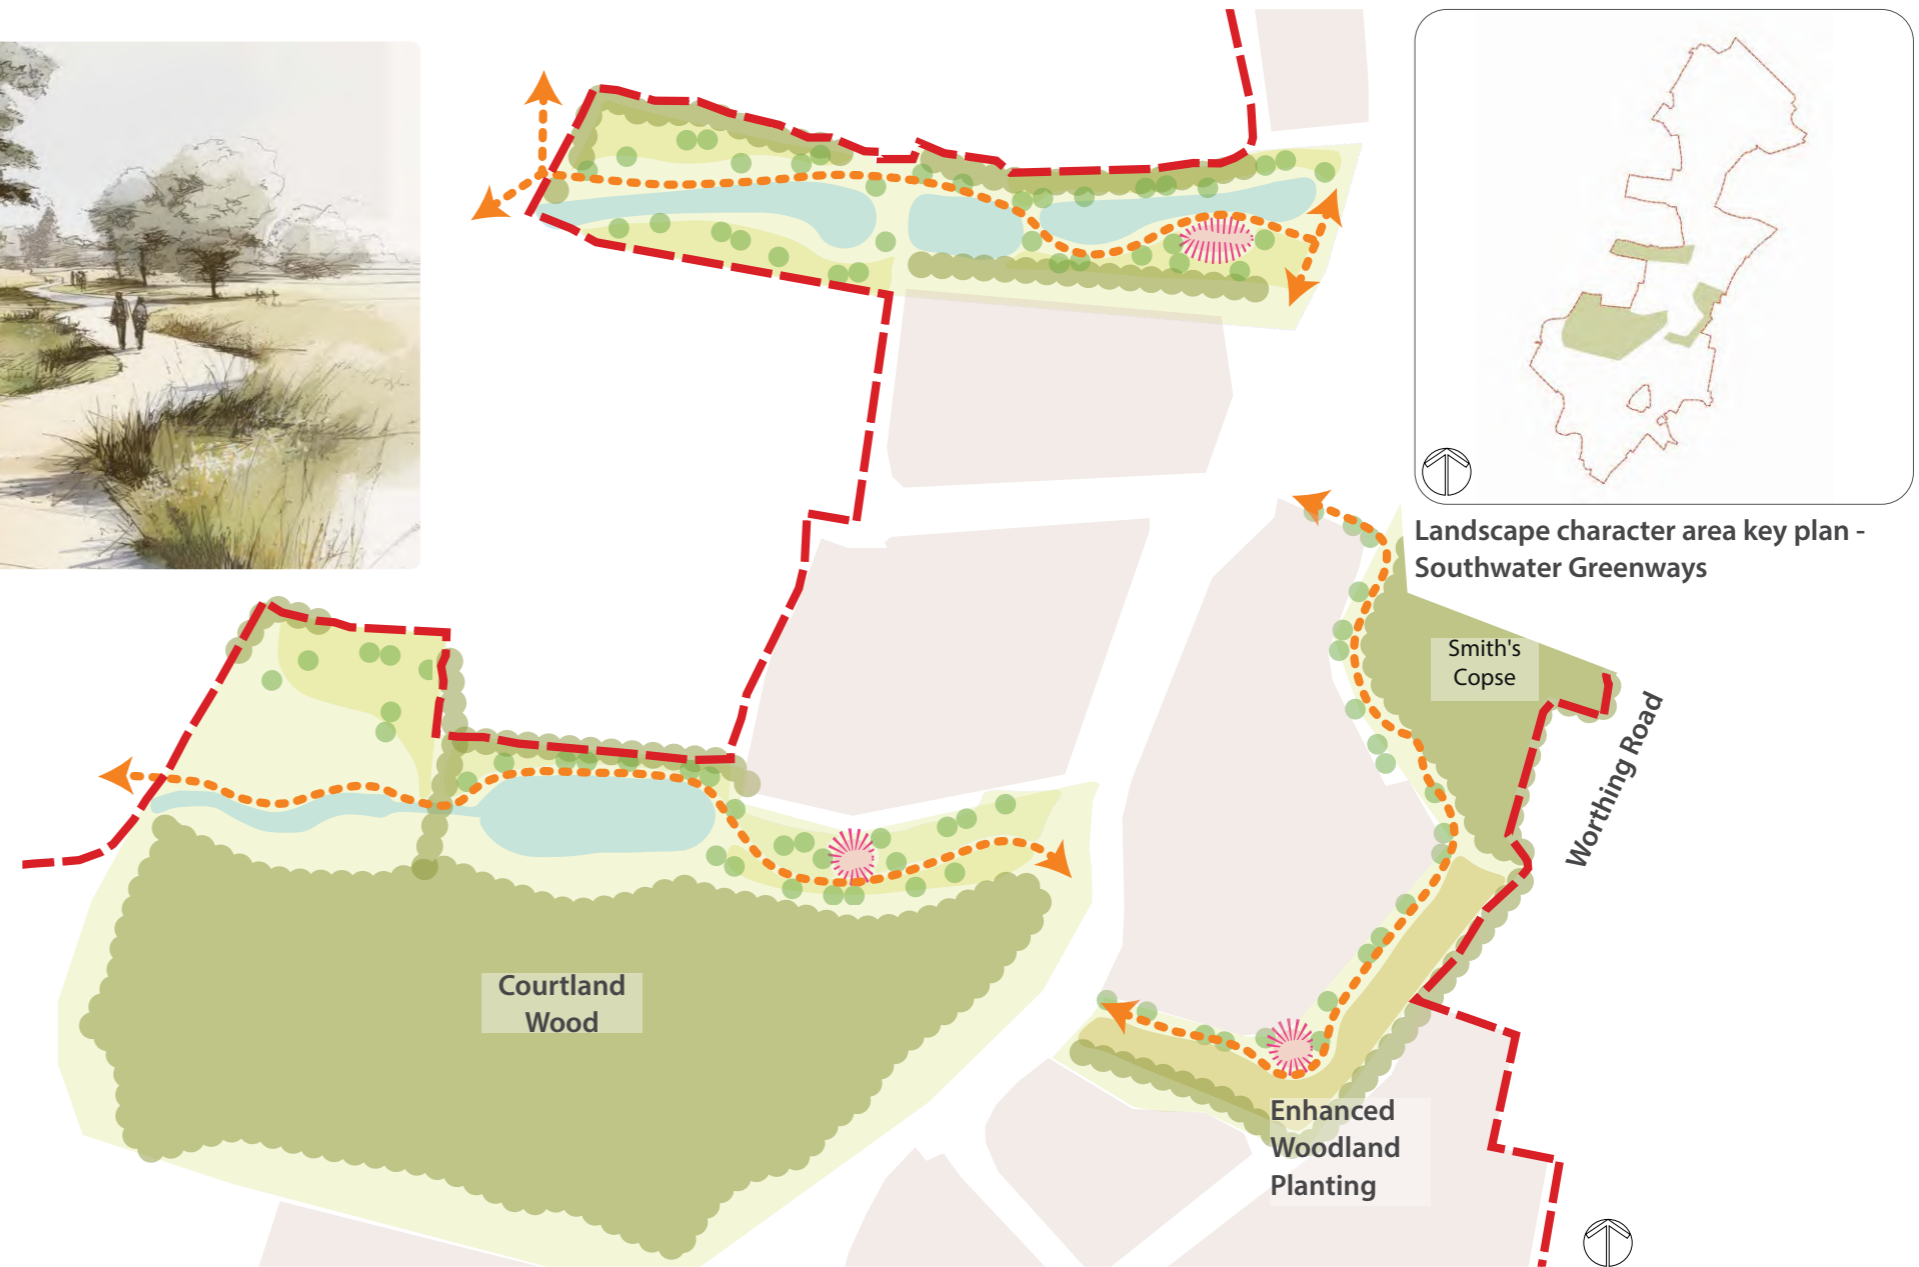 Landscape character area key plan -
Southwater Greenways
Smith's
Copse
Worthing Road
Courtland
Wood
Enhanced
Woodland
Planting